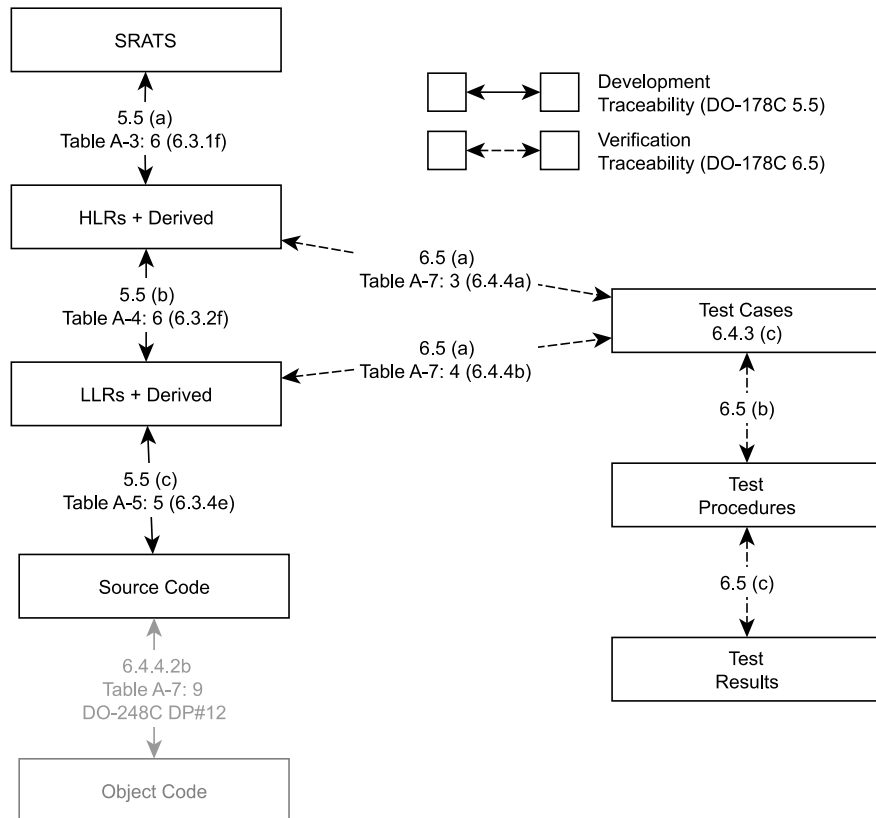 SRATS
Development
Traceability (DO-178C 5.5)
5.5 (a)
Table A-3: 6 (6.3.1f)
Verification
Traceability (DO-178C 6.5)
HLRs + Derived
6.5 (a)
Table A-7: 3 (6.4.4a)
5.5 (b)
Table A-4: 6 (6.3.2f)
Test Cases
6.4.3 (c)
6.5 (a)
Table A-7: 4 (6.4.4b)
LLRs + Derived
6.5 (b)
5.5 (c)
Table A-5: 5 (6.3.4e)
Test
Procedures
Source Code
6.5 (c)
6.4.4.2b
Table A-7: 9
DO-248C DP#12
Test
Results
Object Code